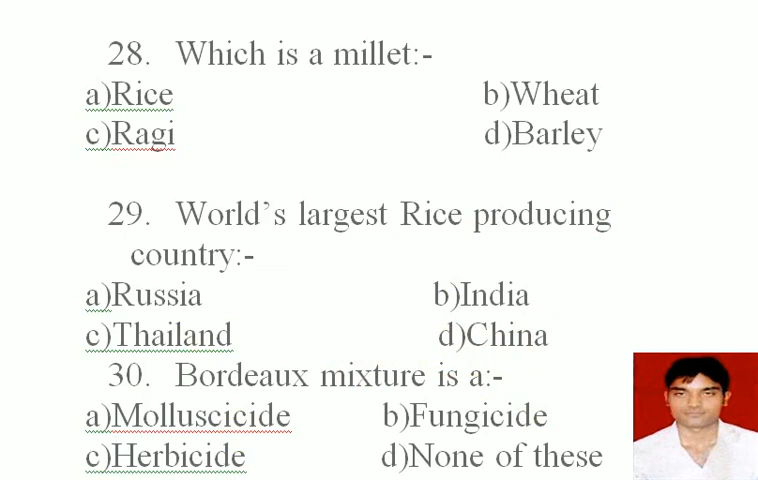 28. Which is a millet:-
a)Rice b)Wheat
c)Ragi d)Barley
29. World's largest Rice producing
country:-
a)Russia b)India
c)Thailand d)China
30. Bordeaux mixture is a:-
a)Molluscicide b)Fungicide
c)Herbicide d)None of these